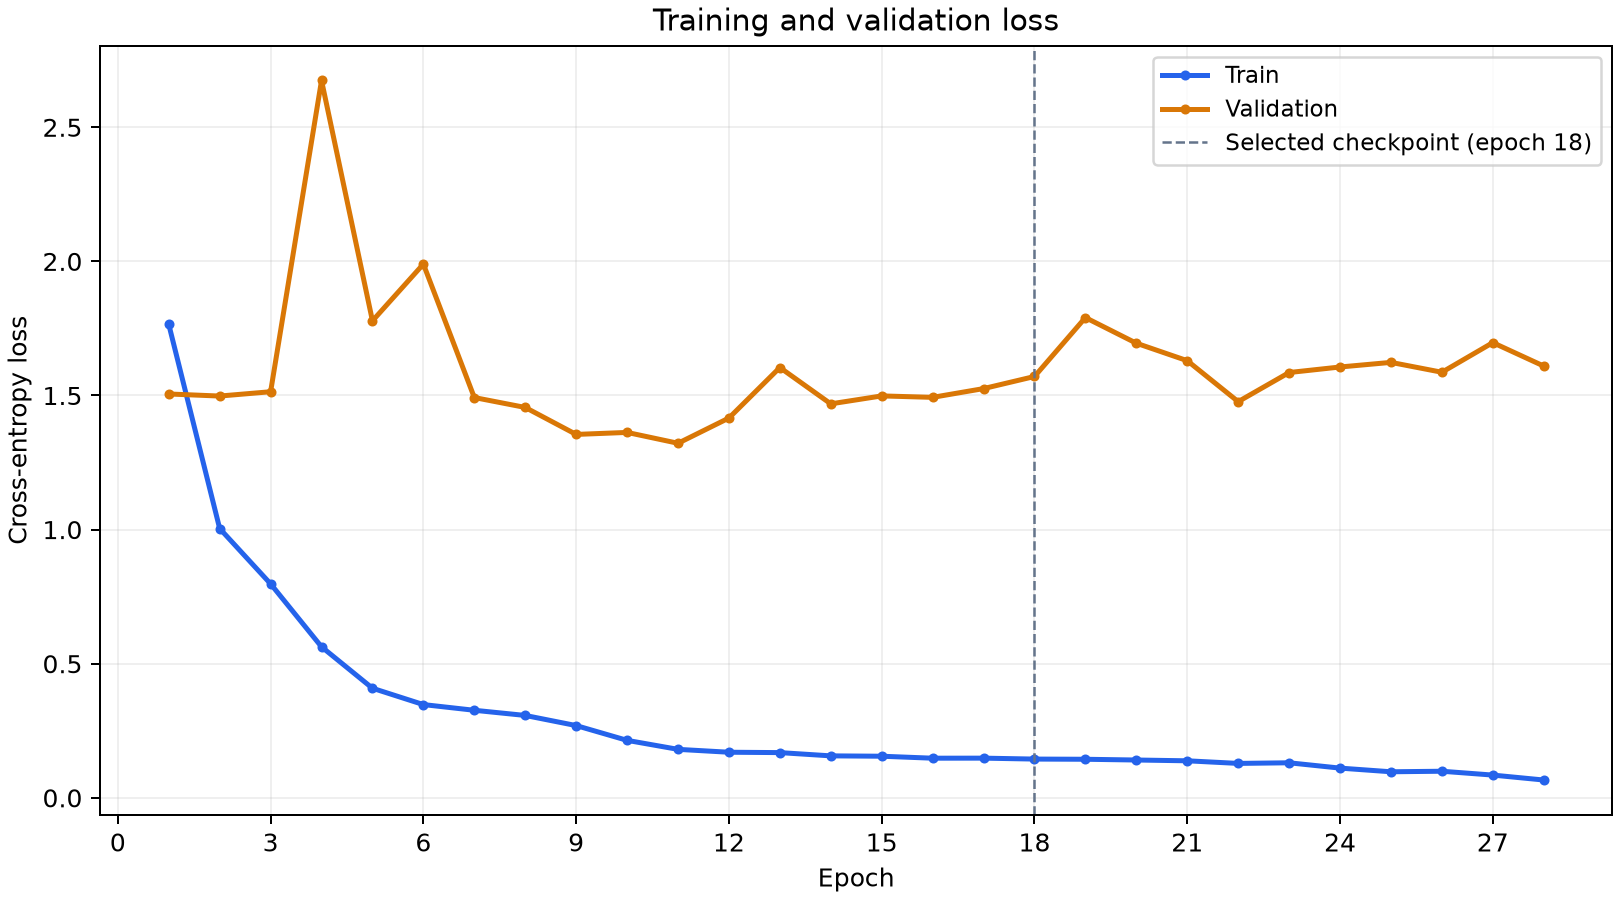 Training and validation loss
Train
Validation
Selected checkpoint (epoch 18)
Cross-entropy loss
2.5
2.0
1.5
1.0
0.5
0.0
0 3 6 9 12 15 18 21 24 27
Epoch